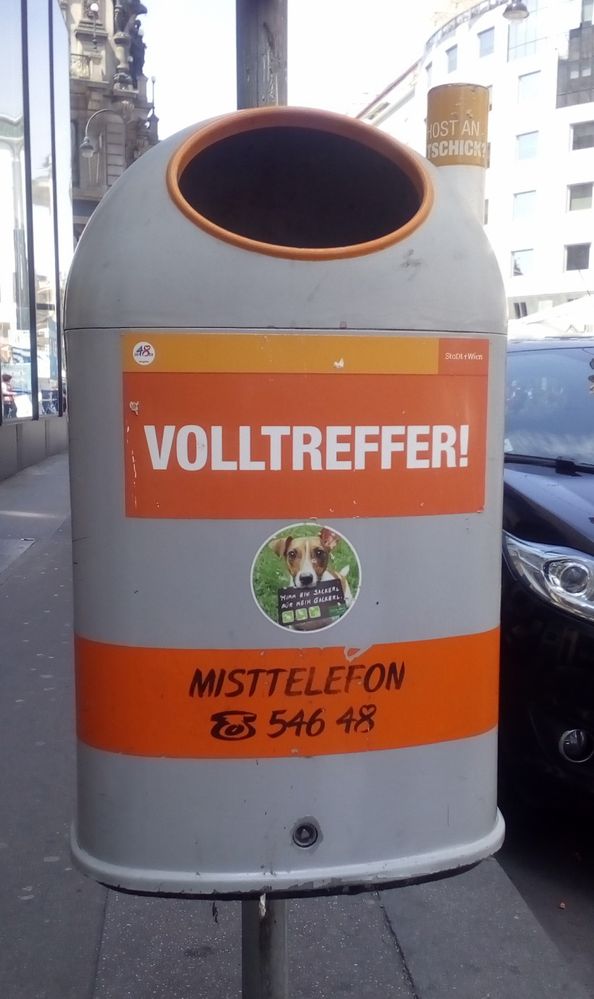 HOST AN
TSCHICK?
48
StaDt+Wien
VOLLTREFFER!
NIMM EIN SACKERL
FÜR MEIN GACKERL.
MISTTELEFON
546 48